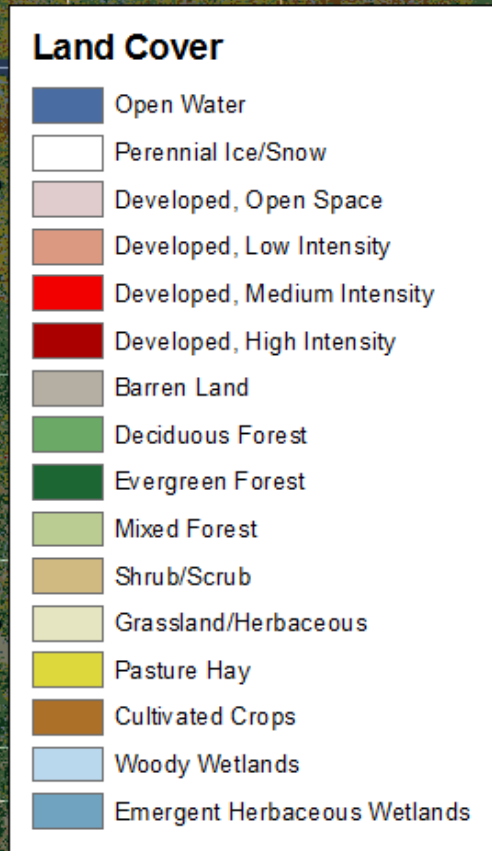 Land Cover
Open Water
Perennial Ice/Snow
Developed, Open Space
Developed, Low Intensity
Developed, Medium Intensity
Developed, High Intensity
Barren Land
Deciduous Forest
Evergreen Forest
Mixed Forest
Shrub/Scrub
Grassland/Herbaceous
Pasture Hay
Cultivated Crops
Woody Wetlands
Emergent Herbaceous Wetlands